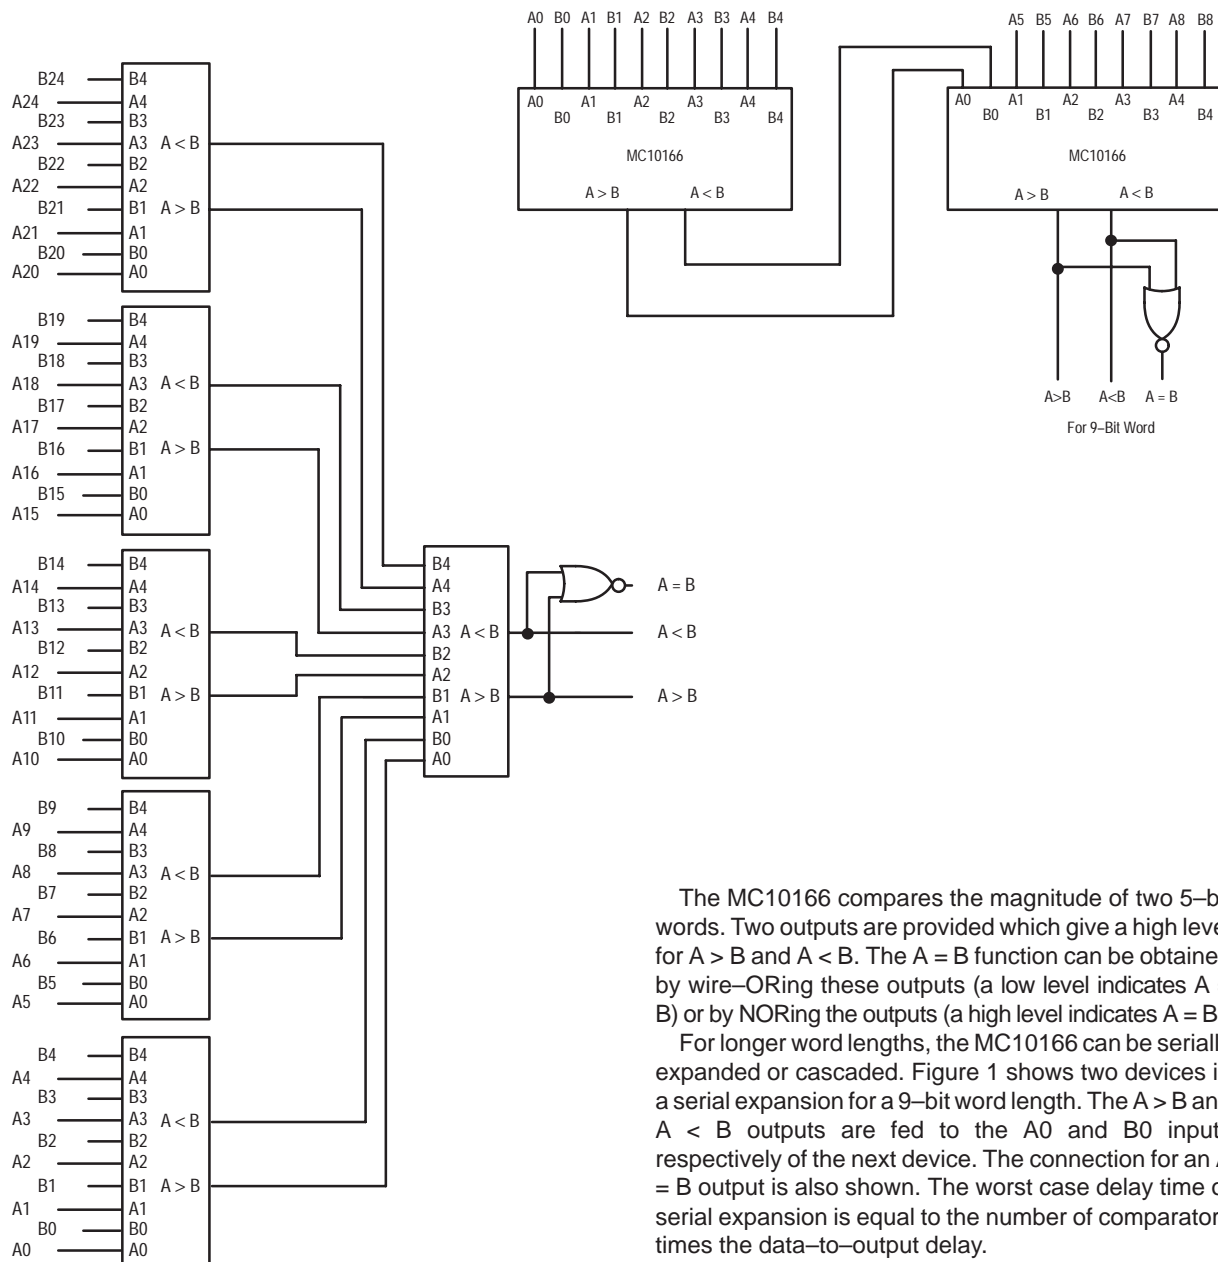 B24 B4
A24 A4
B23 B3
A23 A3 A < B
B22 B2
A22 A2
B21 B1 A > B
A21 A1
B20 B0
A20 A0
B19 B4
A19 A4
B18 B3
A18 A3 A < B
B17 B2
A17 A2
B16 B1 A > B
A16 A1
B15 B0
A15 A0
B14 B4
A14 A4
B13 B3
A13 A3 A < B
B12 B2
A12 A2
B11 B1 A > B
A11 A1
B10 B0
A10 A0
B9 B4
A9 A4
B8 B3
A8 A3 A < B
B7 B2
A7 A2
B6 B1 A > B
A6 A1
B5 B0
A5 A0
B4 B4
A4 A4
B3 B3
A3 A3 A < B
B2 B2
A2 A2
B1 B1 A > B
A1 A1
B0 B0
A0 A0
B4
A4 A = B
B3
A3 A < B A < B
B2
A2
B1 A > B A > B
A1
B0
A0
A0 B0 A1 B1 A2 B2 A3 B3 A4 B4
A0 A1 A2 A3 A4
B0 B1 B2 B3 B4
MC10166
A > B A < B
A5 B5 A6 B6 A7 B7 A8 B8
A0 A1 A2 A3 A4
B0 B1 B2 B3 B4
MC10166
A > B A < B
A>B A<B A = B
For 9–Bit Word
The MC10166 compares the magnitude of two 5–b
words. Two outputs are provided which give a high leve
for A > B and A < B. The A = B function can be obtaine
by wire–ORing these outputs (a low level indicates A
B) or by NORing the outputs (a high level indicates A = B
For longer word lengths, the MC10166 can be seriall
expanded or cascaded. Figure 1 shows two devices i
a serial expansion for a 9–bit word length. The A > B an
A < B outputs are fed to the A0 and B0 input
respectively of the next device. The connection for an A
= B output is also shown. The worst case delay time o
serial expansion is equal to the number of comparator
times the data–to–output delay.